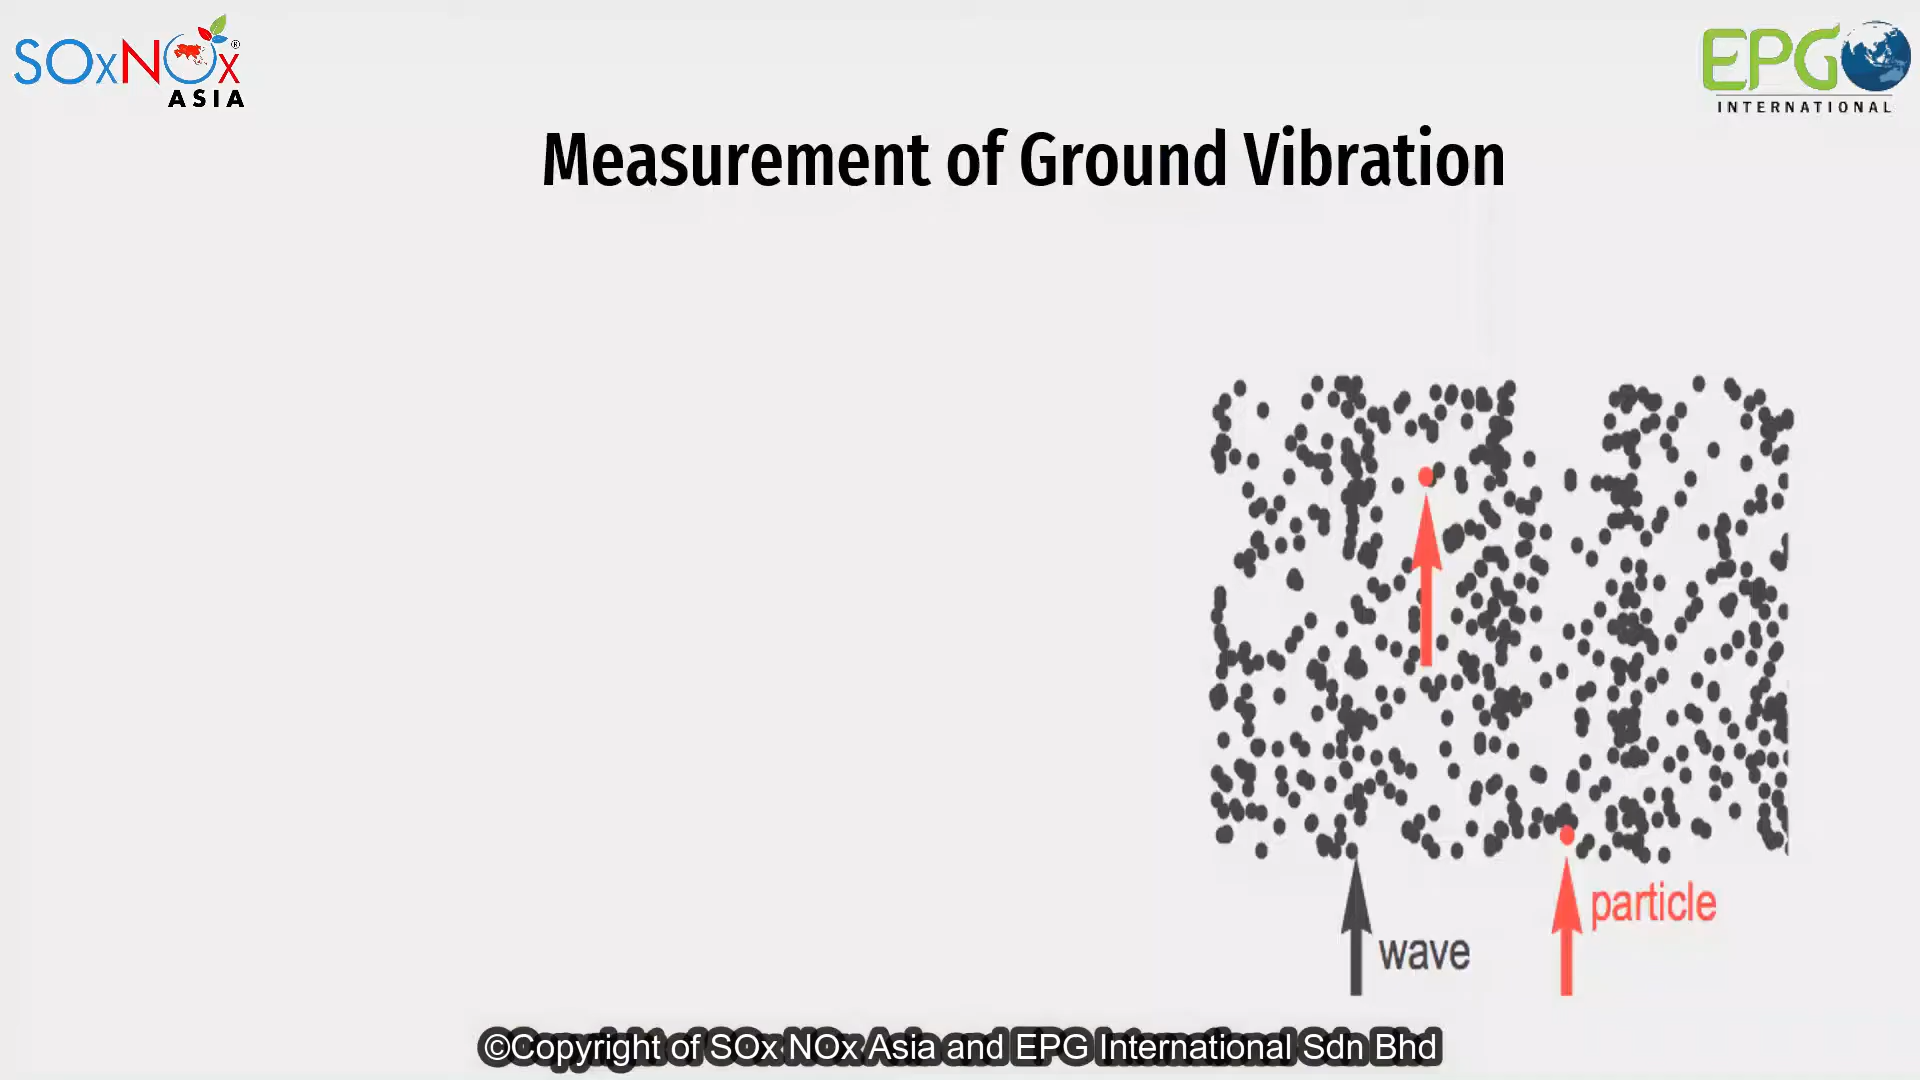 SOxNOx®
ASIA
EPG
INTERNATIONAL
Measurement of Ground Vibration
particle
wave
©Copyright of SOx NOx Asia and EPG International Sdn Bhd